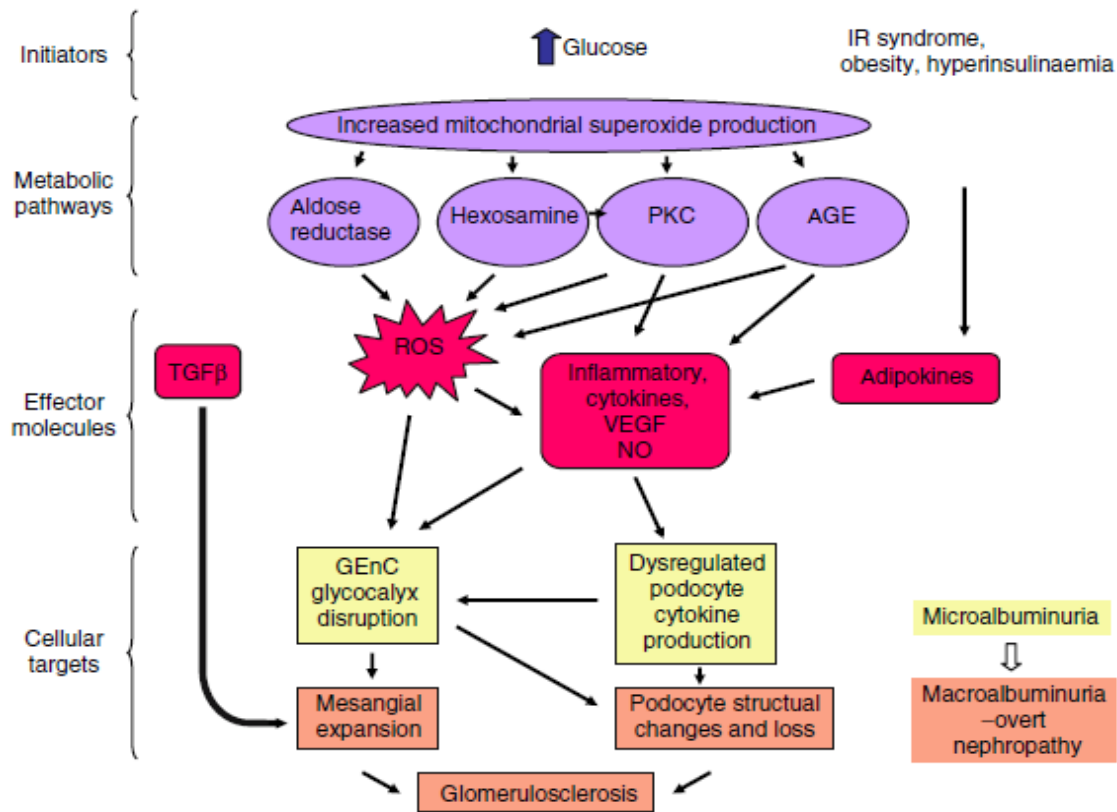 Initiators
Glucose
IR syndrome,
obesity, hyperinsulinaemia
Metabolic
pathways
Increased mitochondrial superoxide production
Aldose
reductase
Hexosamine
PKC
AGE
Effector
molecules
TGFβ
ROS
Inflammatory,
cytokines,
VEGF
NO
Adipokines
Cellular
targets
GEnC
glycocalyx
disruption
Dysregulated
podocyte
cytokine
production
Mesangial
expansion
Podocyte structual
changes and loss
Glomerulosclerosis
Microalbuminuria
Macroalbuminuria
–overt
nephropathy